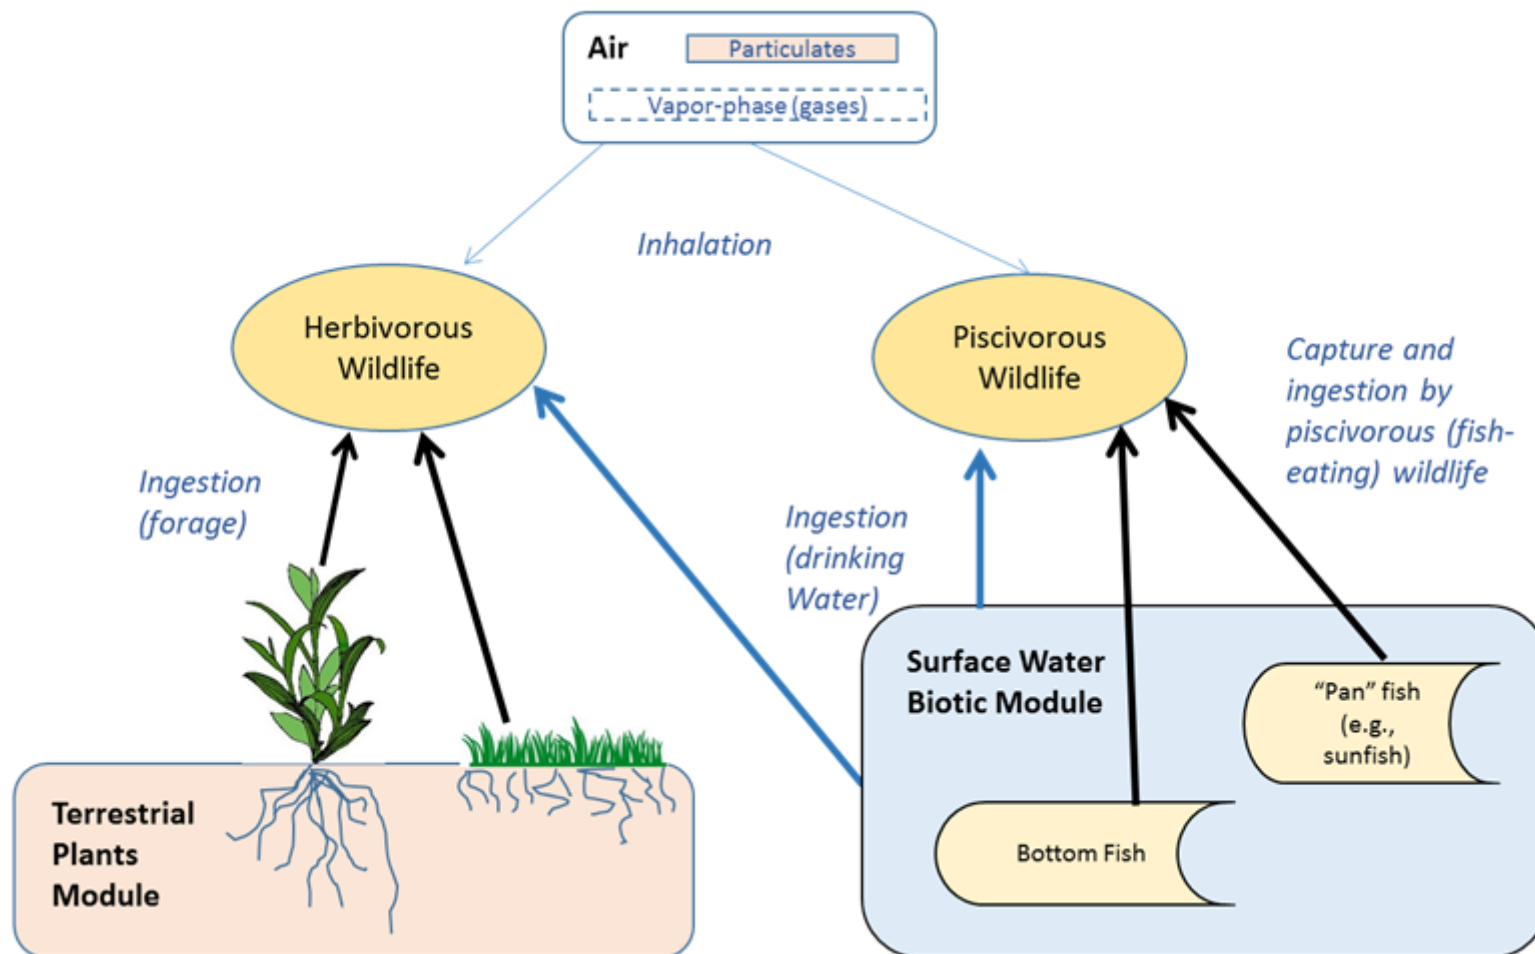 Air
Particulates
Vapor-phase (gases)
Inhalation
Herbivorous
Wildlife
Piscivorous
Wildlife
Capture and
ingestion by
piscivorous (fish-
eating) wildlife
Ingestion
(forage)
Ingestion
(drinking
Water)
Surface Water
Biotic Module
“Pan” fish
(e.g.,
sunfish)
Bottom Fish
Terrestrial
Plants
Module